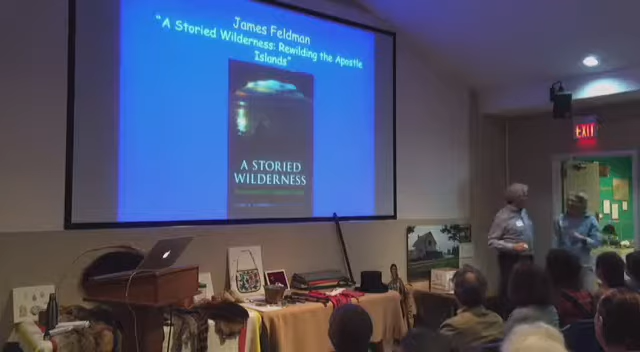 James Feldman
"A Storied Wilderness: Rewilding the Apostle
Islands"
A STORIED
WILDERNESS
EXIT